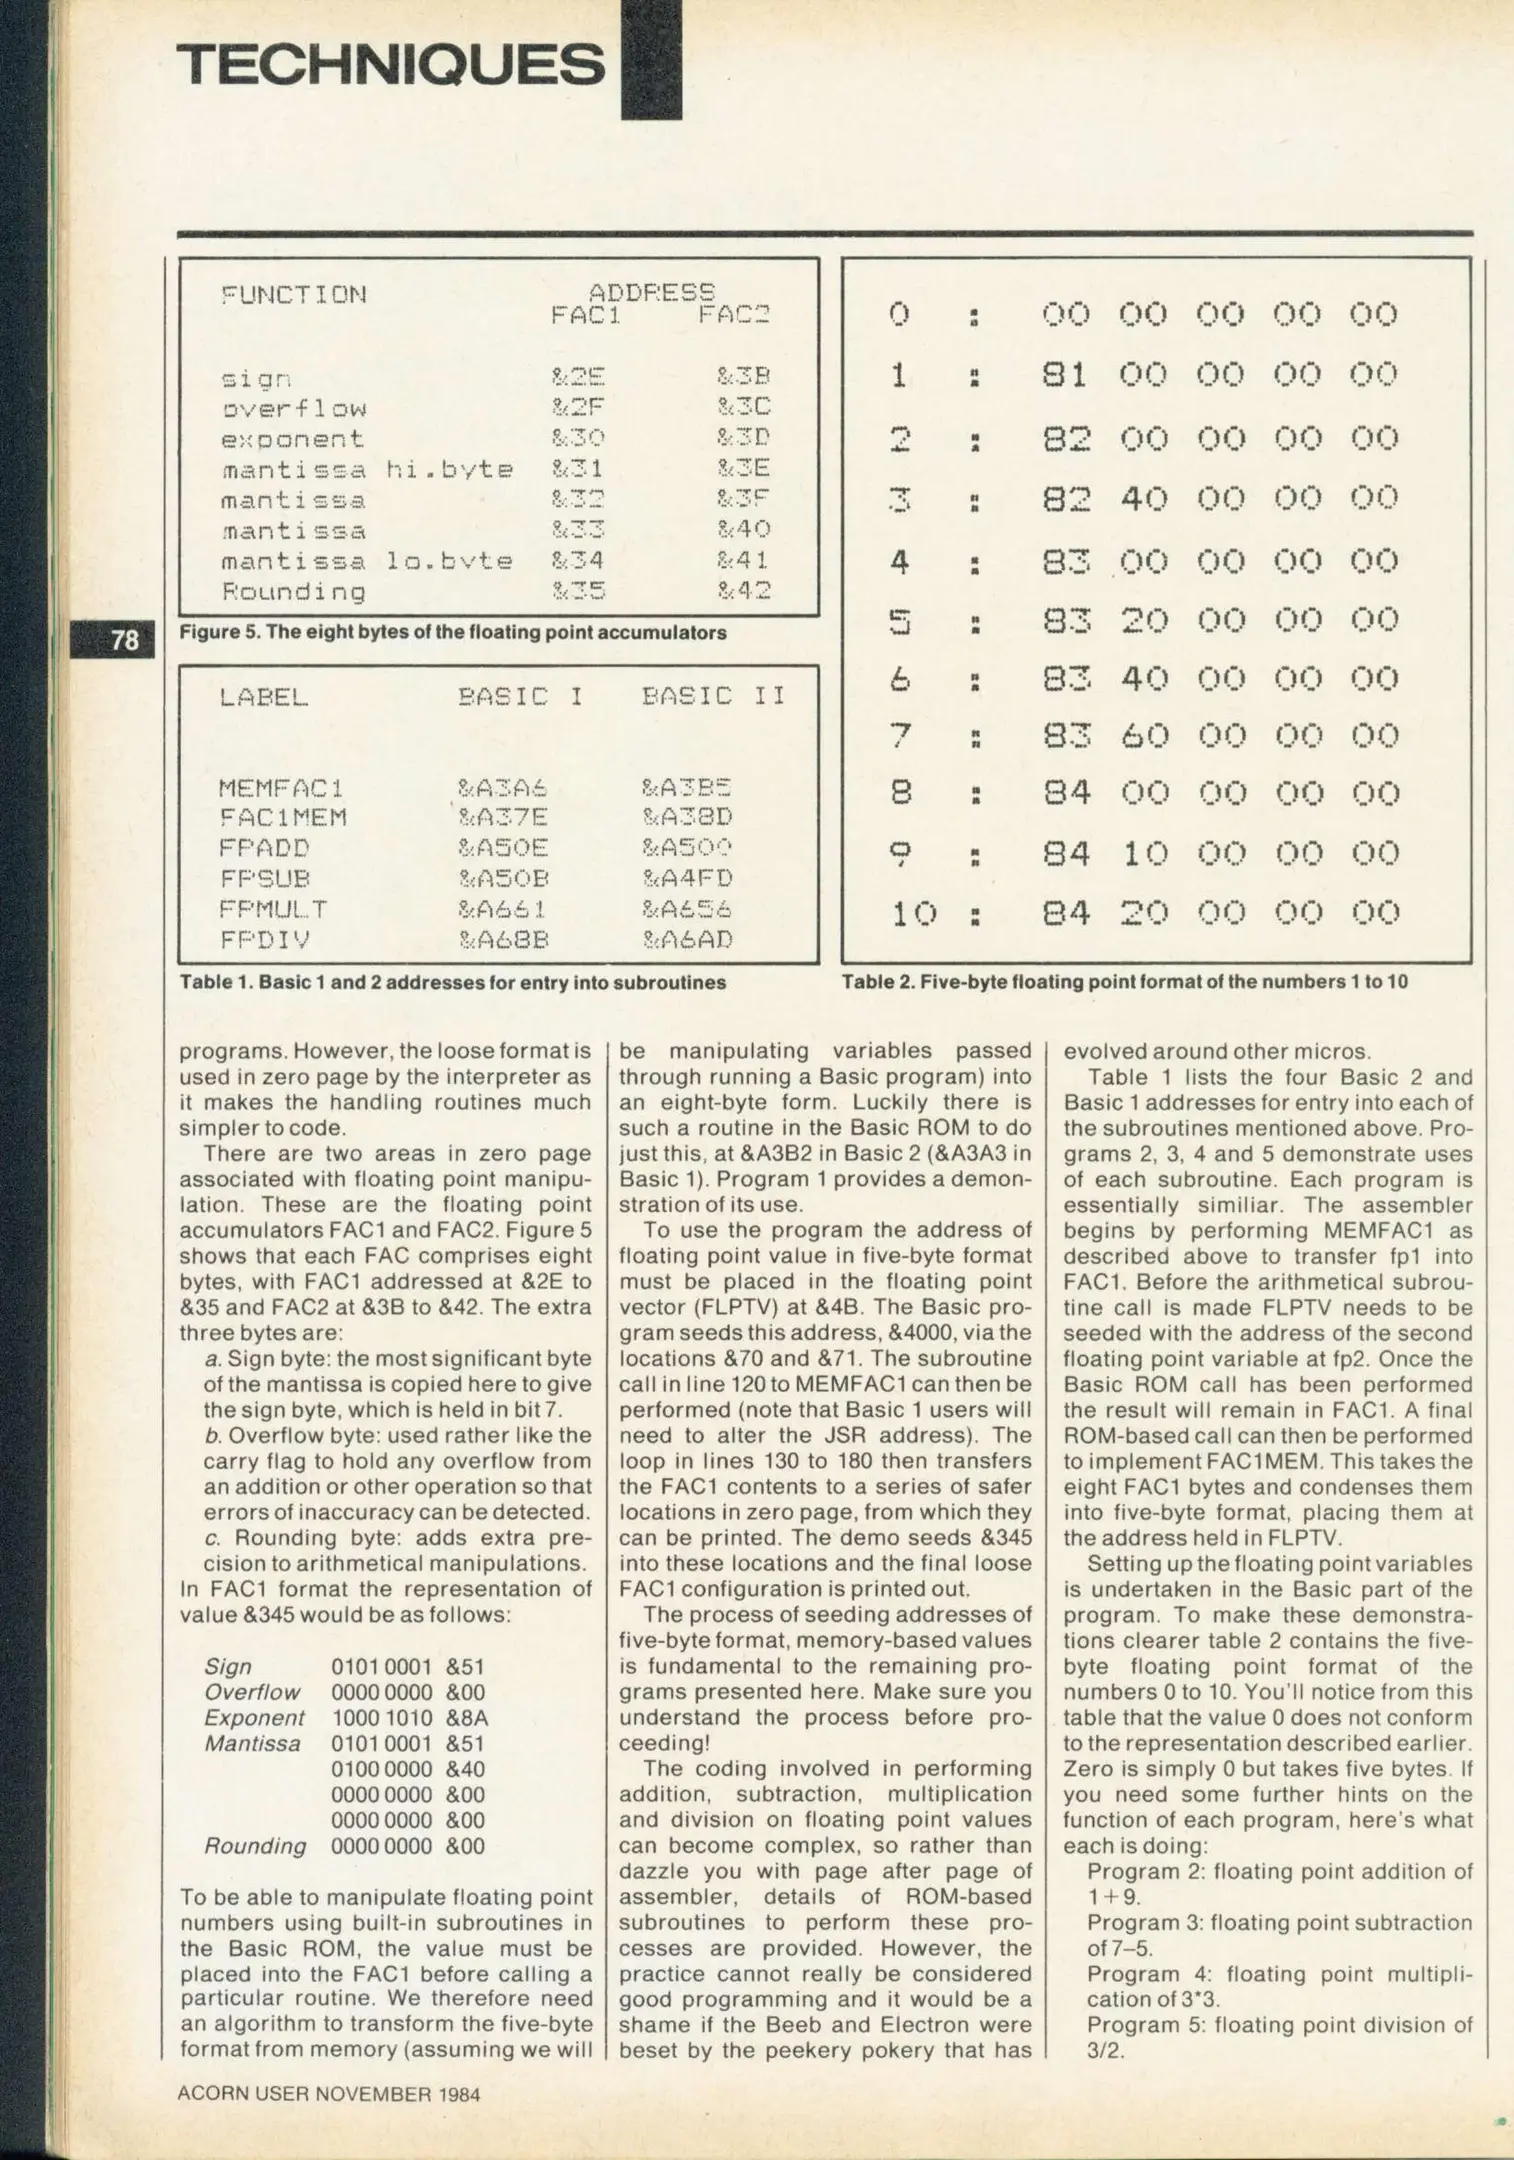 TECHNIQUES
FUNCTION ADDRESS
FAC1 FAC2
sign &2E &3B
overflow &2F &3C
exponent &30 &3D
mantissa hi.byte &31 &3E
mantissa &32 &3F
mantissa &33 &40
mantissa lo.byte &34 &41
Rounding &35 &42
Figure 5. The eight bytes of the floating point accumulators
78
LABEL BASIC I BASIC II
MEMFAC1 &A3A6 &A3B5
FAC1MEM &A37E &A38D
FPADD &A50E &A500
FPSUB &A50B &A4FD
FPMULT &A661 &A656
FPDIV &A68B &A6AD
Table 1. Basic 1 and 2 addresses for entry into subroutines
0 : 00 00 00 00 00
1 : 81 00 00 00 00
2 : 82 00 00 00 00
3 : 82 40 00 00 00
4 : 83 00 00 00 00
5 : 83 20 00 00 00
6 : 83 40 00 00 00
7 : 83 60 00 00 00
8 : 84 00 00 00 00
9 : 84 10 00 00 00
10 : 84 20 00 00 00
Table 2. Five-byte floating point format of the numbers 1 to 10
programs. However, the loose format is
used in zero page by the interpreter as
it makes the handling routines much
simpler to code.
There are two areas in zero page
associated with floating point manipu-
lation. These are the floating point
accumulators FAC1 and FAC2. Figure 5
shows that each FAC comprises eight
bytes, with FAC1 addressed at &2E to
&35 and FAC2 at &3B to &42. The extra
three bytes are:
a. Sign byte: the most significant byte
of the mantissa is copied here to give
the sign byte, which is held in bit 7.
b. Overflow byte: used rather like the
carry flag to hold any overflow from
an addition or other operation so that
errors of inaccuracy can be detected.
c. Rounding byte: adds extra pre-
cision to arithmetical manipulations.
In FAC1 format the representation of
value &345 would be as follows:
Sign 0101 0001 &51
Overflow 0000 0000 &00
Exponent 1000 1010 &8A
Mantissa 0101 0001 &51
0100 0000 &40
0000 0000 &00
0000 0000 &00
Rounding 0000 0000 &00
To be able to manipulate floating point
numbers using built-in subroutines in
the Basic ROM, the value must be
placed into the FAC1 before calling a
particular routine. We therefore need
an algorithm to transform the five-byte
format from memory (assuming we will
be manipulating variables passed
through running a Basic program) into
an eight-byte form. Luckily there is
such a routine in the Basic ROM to do
just this, at &A3B2 in Basic 2 (&A3A3 in
Basic 1). Program 1 provides a demon-
stration of its use.
To use the program the address of
floating point value in five-byte format
must be placed in the floating point
vector (FLPTV) at &4B. The Basic pro-
gram seeds this address, &4000, via the
locations &70 and &71. The subroutine
call in line 120 to MEMFAC1 can then be
performed (note that Basic 1 users will
need to alter the JSR address). The
loop in lines 130 to 180 then transfers
the FAC1 contents to a series of safer
locations in zero page, from which they
can be printed. The demo seeds &345
into these locations and the final loose
FAC1 configuration is printed out.
The process of seeding addresses of
five-byte format, memory-based values
is fundamental to the remaining pro-
grams presented here. Make sure you
understand the process before pro-
ceeding!
The coding involved in performing
addition, subtraction, multiplication
and division on floating point values
can become complex, so rather than
dazzle you with page after page of
assembler, details of ROM-based
subroutines to perform these pro-
cesses are provided. However, the
practice cannot really be considered
good programming and it would be a
shame if the Beeb and Electron were
beset by the peekery pokery that has
evolved around other micros.
Table 1 lists the four Basic 2 and
Basic 1 addresses for entry into each of
the subroutines mentioned above. Pro-
grams 2, 3, 4 and 5 demonstrate uses
of each subroutine. Each program is
essentially similiar. The assembler
begins by performing MEMFAC1 as
described above to transfer fp1 into
FAC1. Before the arithmetical subrou-
tine call is made FLPTV needs to be
seeded with the address of the second
floating point variable at fp2. Once the
Basic ROM call has been performed
the result will remain in FAC1. A final
ROM-based call can then be performed
to implement FAC1MEM. This takes the
eight FAC1 bytes and condenses them
into five-byte format, placing them at
the address held in FLPTV.
Setting up the floating point variables
is undertaken in the Basic part of the
program. To make these demonstra-
tions clearer table 2 contains the five-
byte floating point format of the
numbers 0 to 10. You'll notice from this
table that the value 0 does not conform
to the representation described earlier.
Zero is simply 0 but takes five bytes. If
you need some further hints on the
function of each program, here's what
each is doing:
Program 2: floating point addition of
1+9.
Program 3: floating point subtraction
of 7–5.
Program 4: floating point multipli-
cation of 3*3.
Program 5: floating point division of
3/2.
ACORN USER NOVEMBER 1984